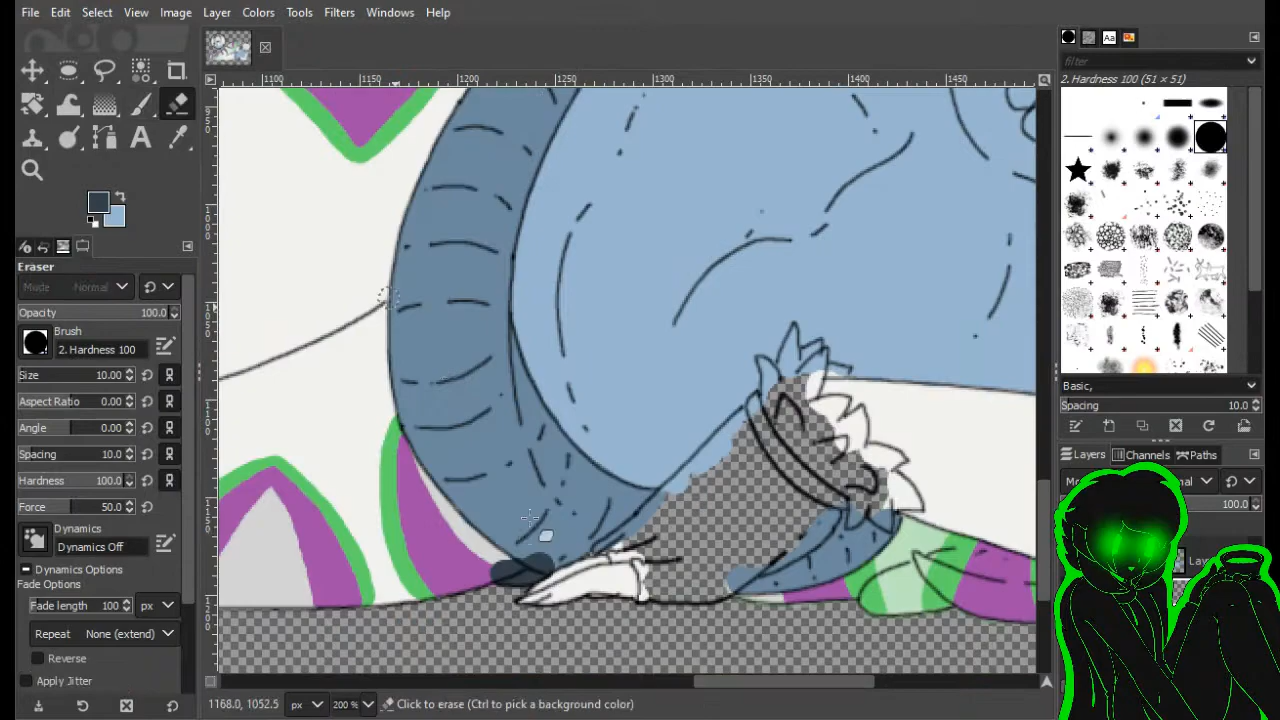 File Edit Select View Image Layer Colors Tools Filters Windows Help
filter
2. Hardness 100 (51 × 51)
1100 1150 1200 1250 1300 1350 1400 1450
Eraser
Mode Normal
Opacity 100.0
Brush
2. Hardness 100
Size 10.00
Aspect Ratio 0.00
Angle 0.00
Spacing 10.0
Hardness 100.0
Force 50.0
Dynamics
Dynamics Off
Dynamics Options
Fade Options
Fade length 100 px
Repeat None (extend)
Reverse
Apply Jitter
Basic,
Spacing 10.0
Layers Channels Paths
100.0
1168.0, 1052.5 px 200 % Click to erase (Ctrl to pick a background color)